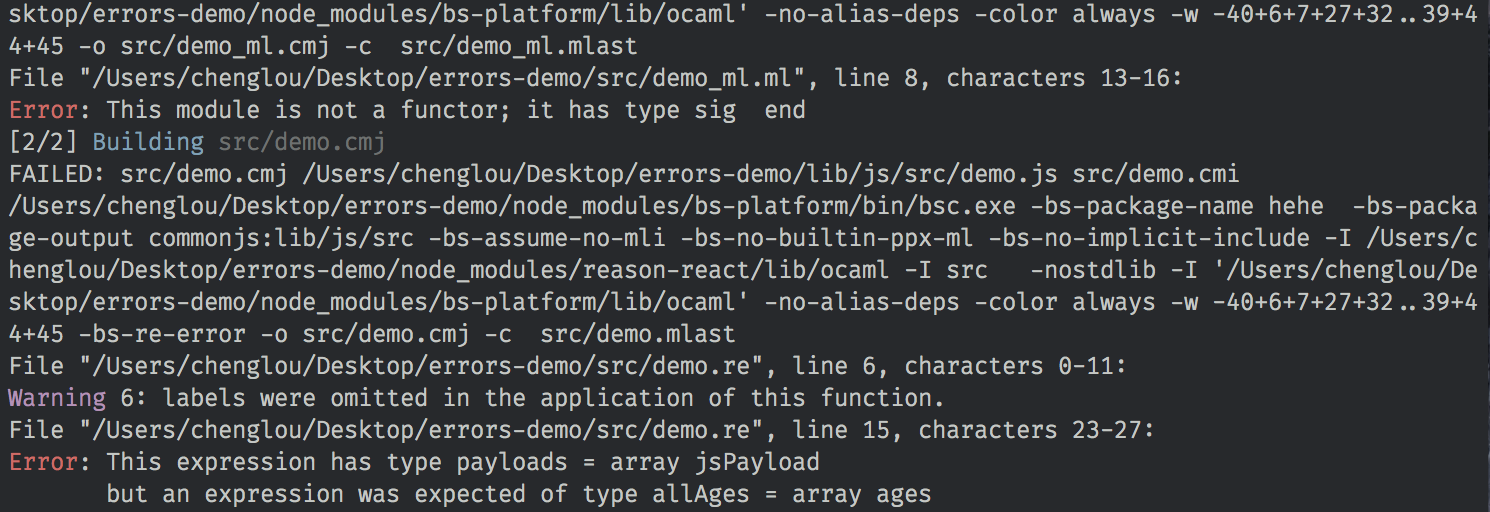 sktop/errors-demo/node_modules/bs-platform/lib/ocaml' -no-alias-deps -color always -w -40+6+7+27+32..39+4
4+45 -o src/demo_ml.cmj -c  src/demo_ml.mlast
File "/Users/chenglou/Desktop/errors-demo/src/demo_ml.ml", line 8, characters 13-16:
Error: This module is not a functor; it has type sig  end
[2/2] Building src/demo.cmj
FAILED: src/demo.cmj /Users/chenglou/Desktop/errors-demo/lib/js/src/demo.js src/demo.cmi
/Users/chenglou/Desktop/errors-demo/node_modules/bs-platform/bin/bsc.exe -bs-package-name hehe  -bs-packa
ge-output commonjs:lib/js/src -bs-assume-no-mli -bs-no-builtin-ppx-ml -bs-no-implicit-include -I /Users/c
henglou/Desktop/errors-demo/node_modules/reason-react/lib/ocaml -I src   -nostdlib -I '/Users/chenglou/De
sktop/errors-demo/node_modules/bs-platform/lib/ocaml' -no-alias-deps -color always -w -40+6+7+27+32..39+4
4+45 -bs-re-error -o src/demo.cmj -c  src/demo.mlast
File "/Users/chenglou/Desktop/errors-demo/src/demo.re", line 6, characters 0-11:
Warning 6: labels were omitted in the application of this function.
File "/Users/chenglou/Desktop/errors-demo/src/demo.re", line 15, characters 23-27:
Error: This expression has type payloads = array jsPayload
       but an expression was expected of type allAges = array ages